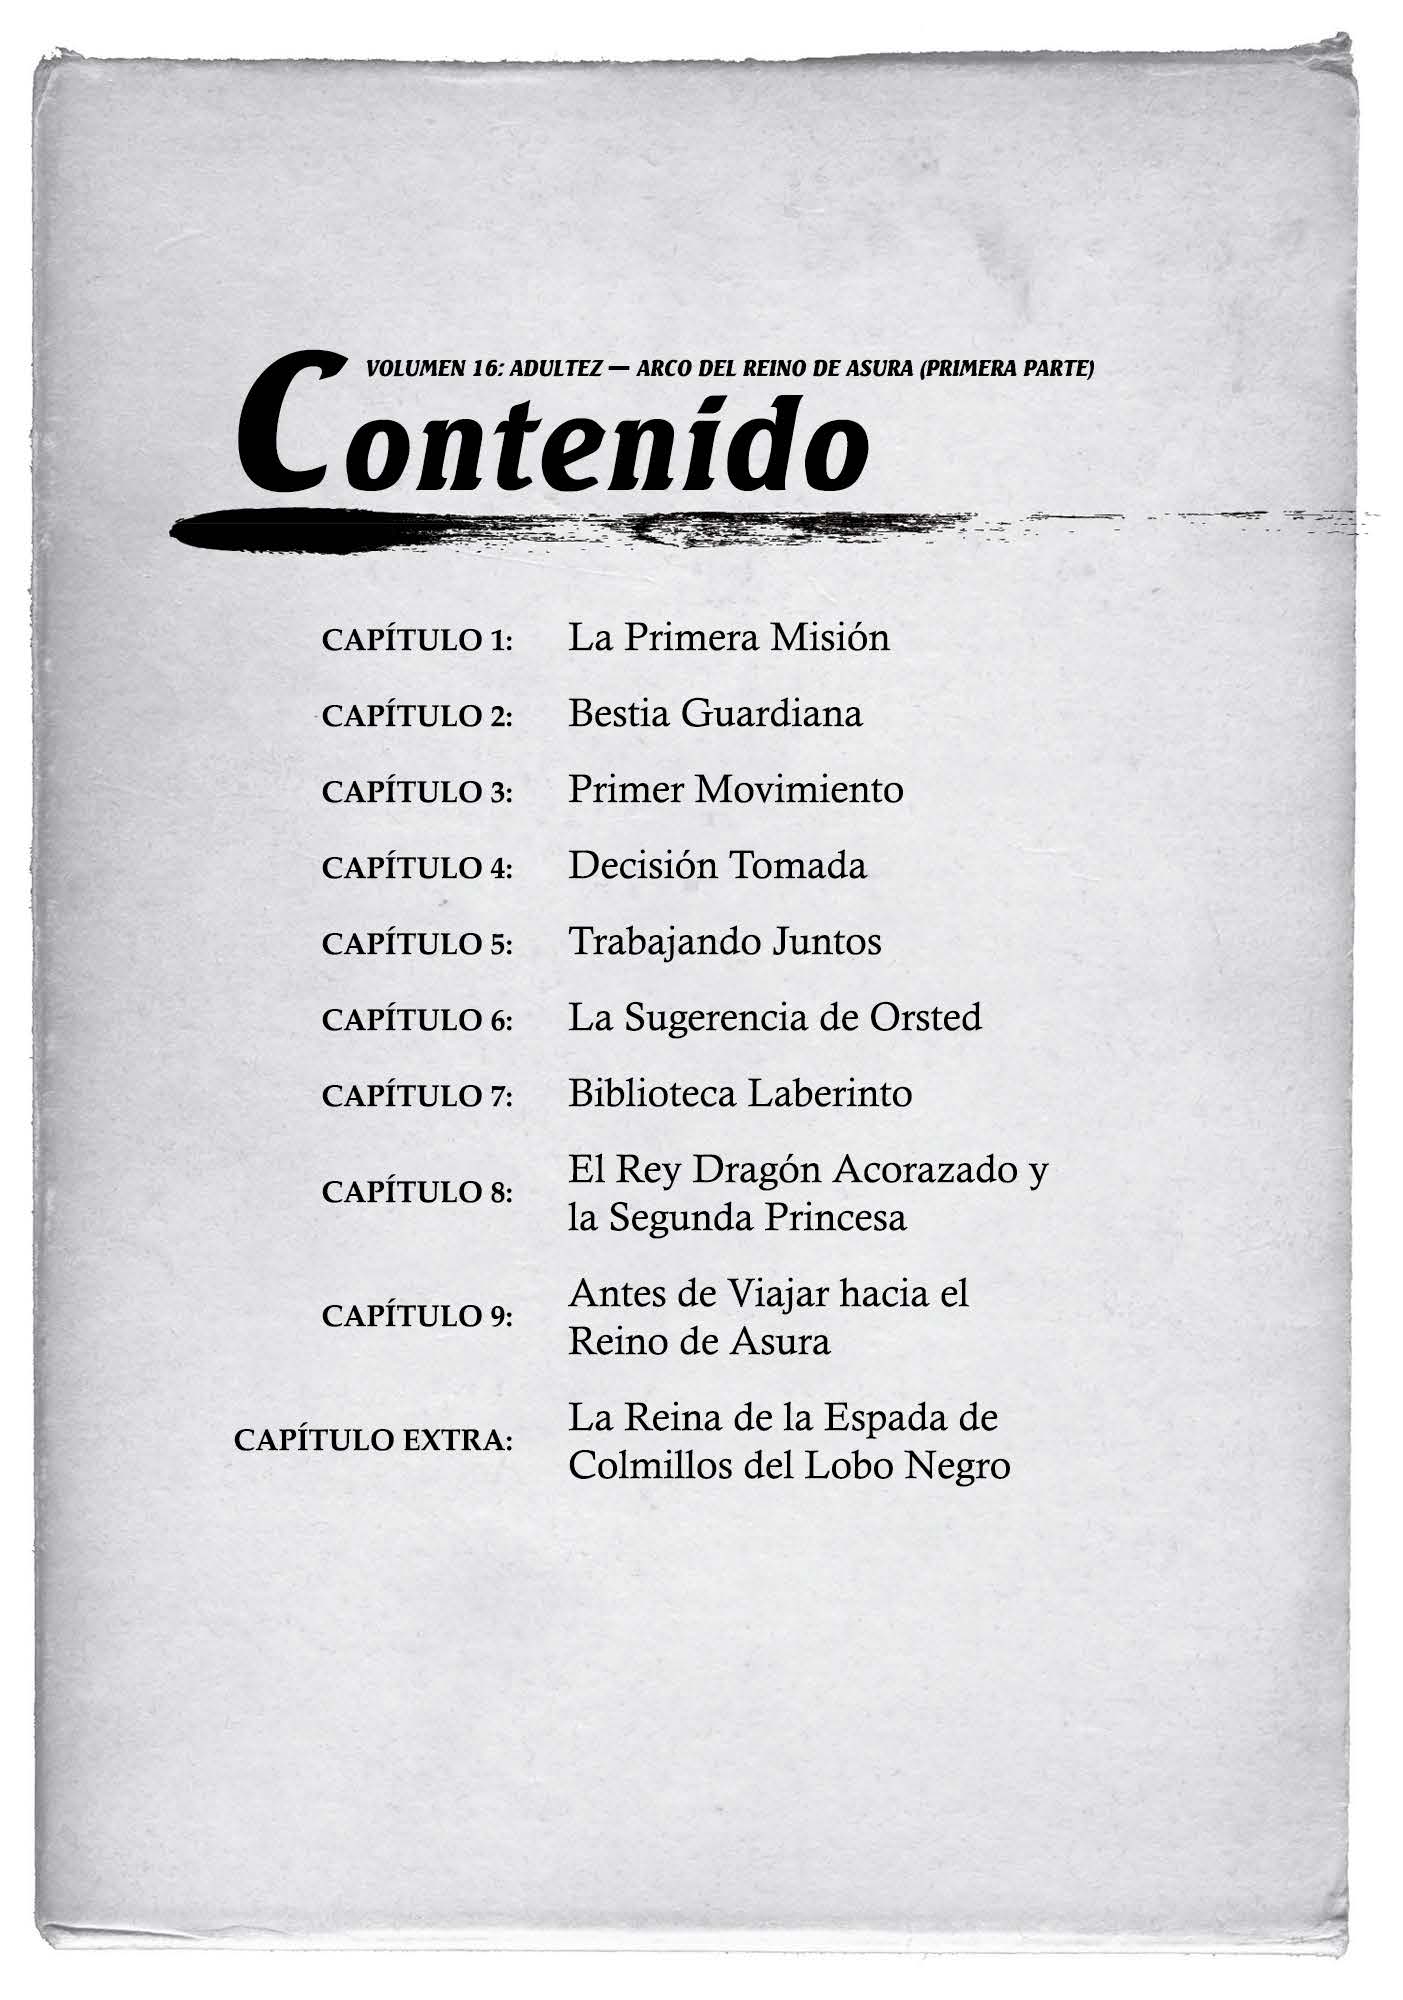 VOLUMEN 16: ADULTEZ — ARCO DEL REINO DE ASURA (PRIMERA PARTE)
Contenido
CAPÍTULO 1: La Primera Misión
CAPÍTULO 2: Bestia Guardiana
CAPÍTULO 3: Primer Movimiento
CAPÍTULO 4: Decisión Tomada
CAPÍTULO 5: Trabajando Juntos
CAPÍTULO 6: La Sugerencia de Orsted
CAPÍTULO 7: Biblioteca Laberinto
CAPÍTULO 8: El Rey Dragón Acorazado y
la Segunda Princesa
CAPÍTULO 9: Antes de Viajar hacia el
Reino de Asura
CAPÍTULO EXTRA: La Reina de la Espada de
Colmillos del Lobo Negro